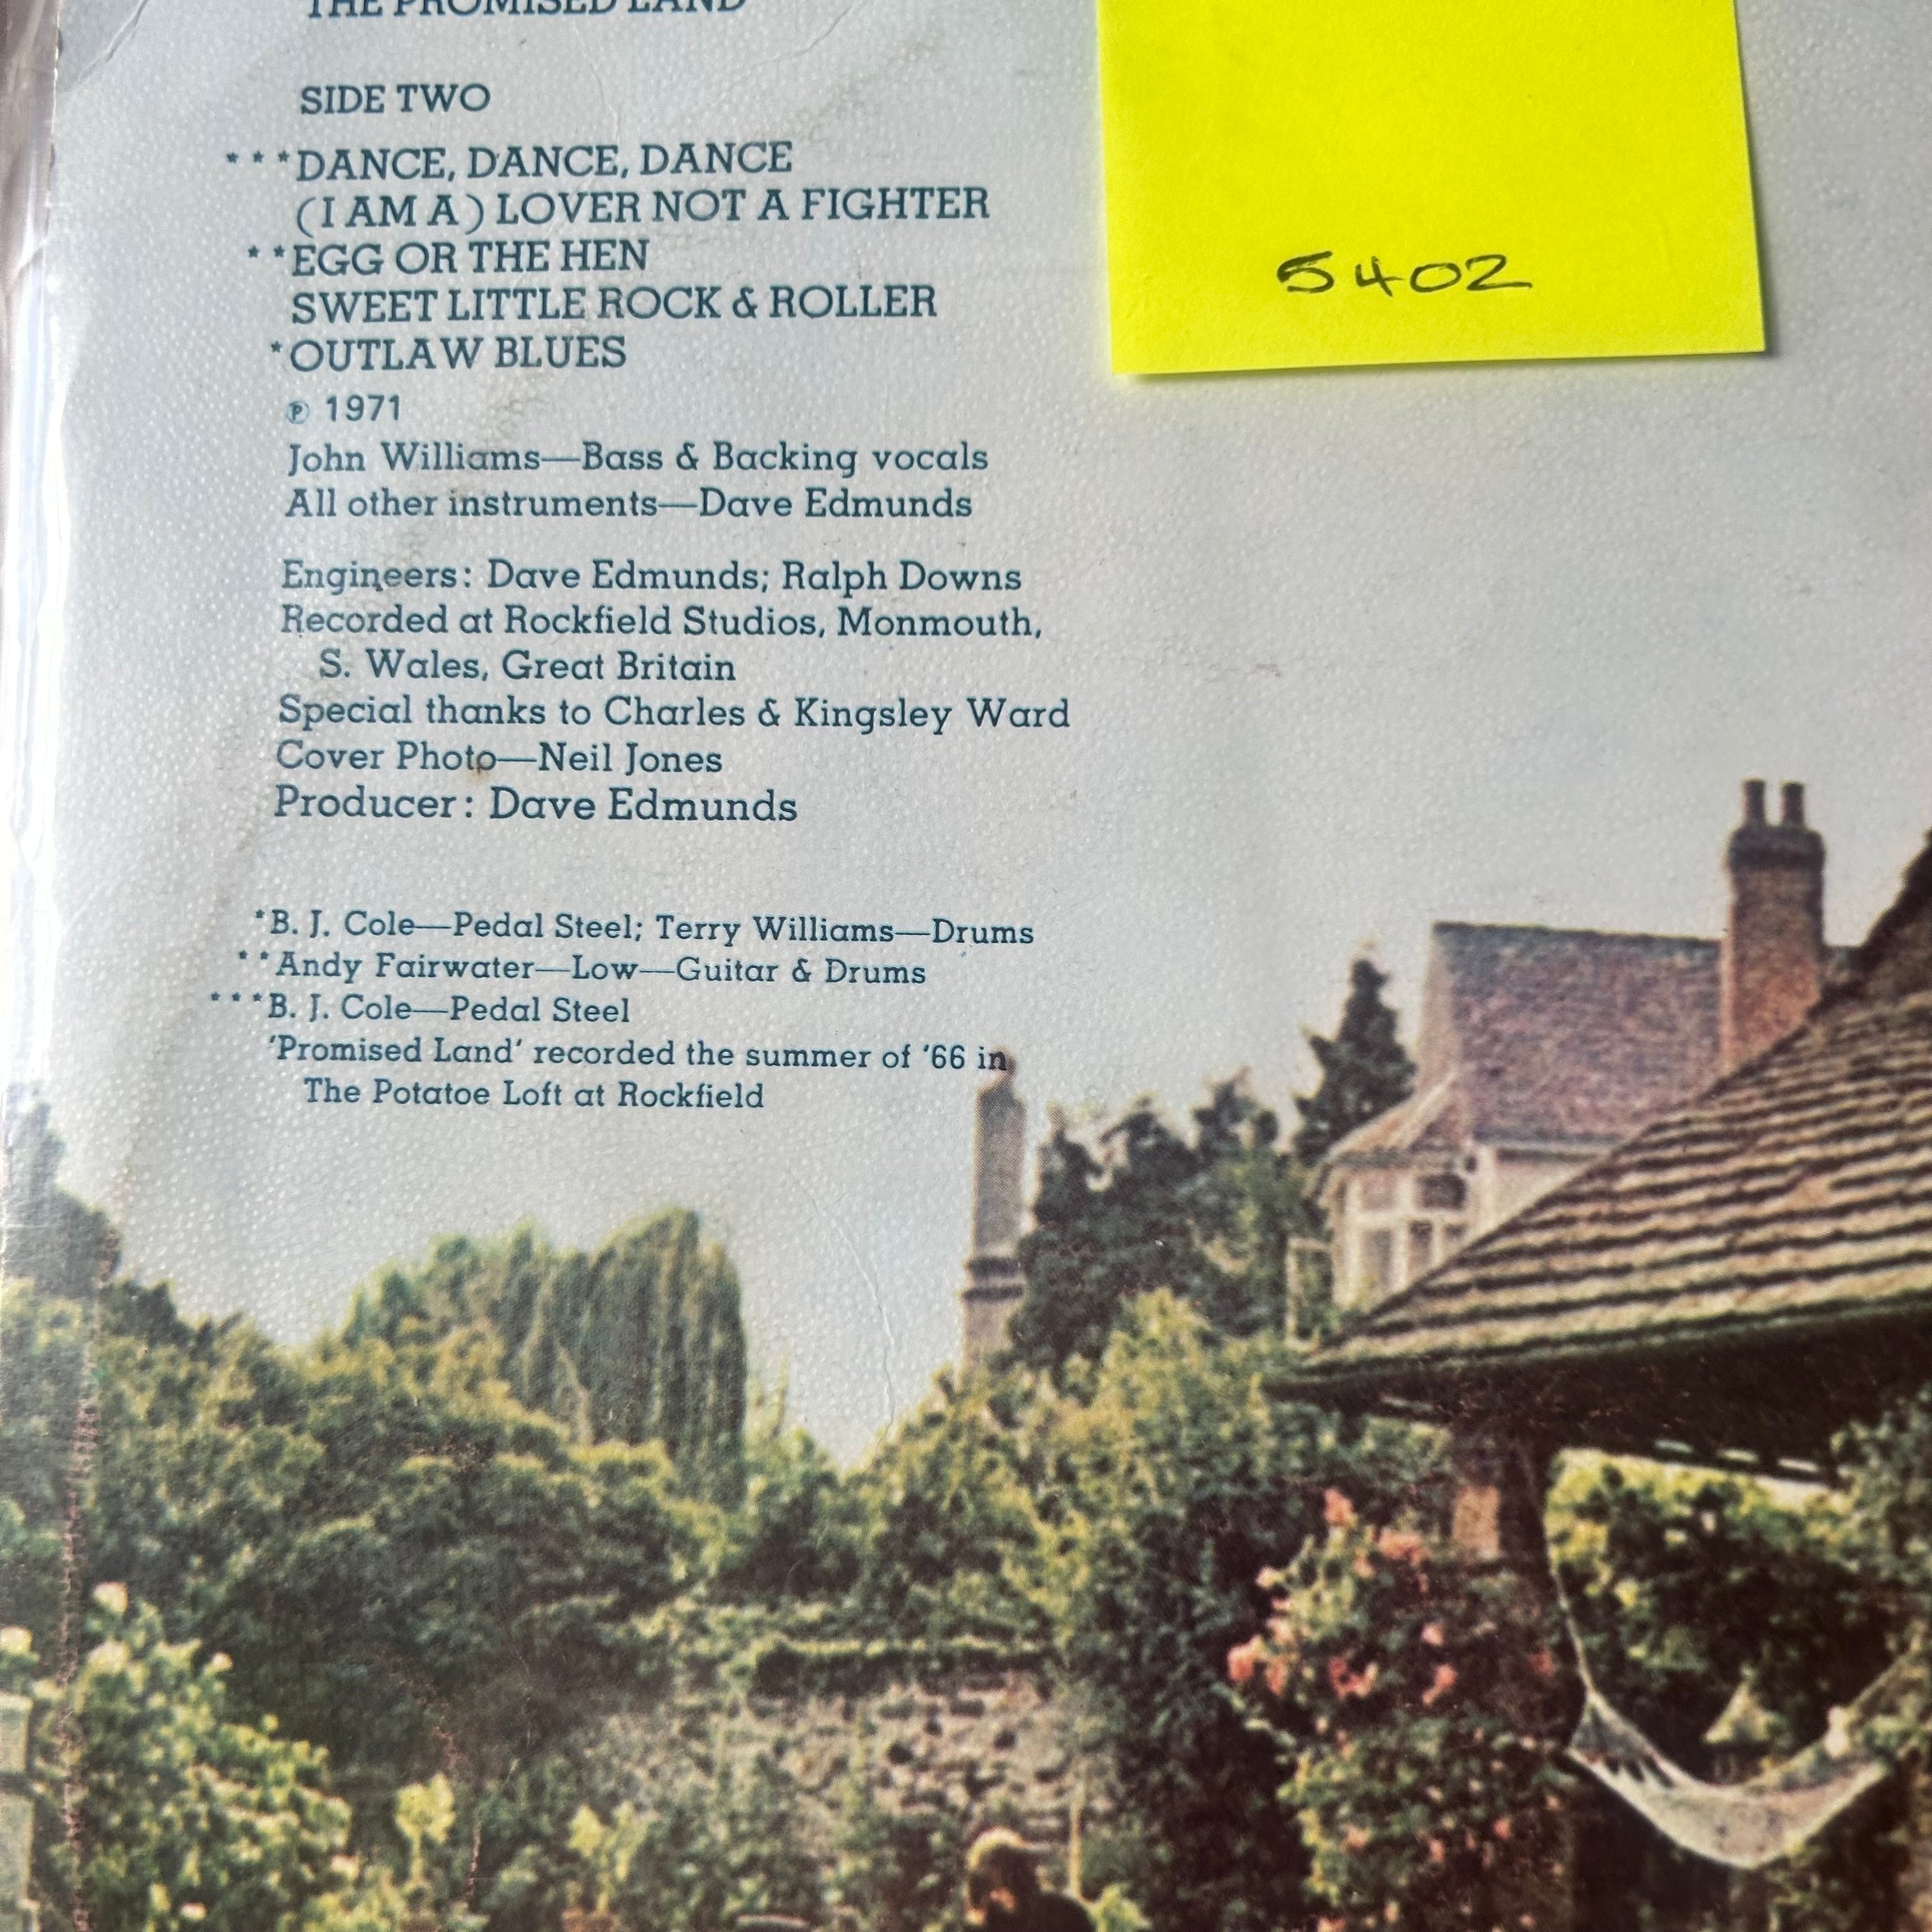 THE PROMISED LAND
SIDE TWO
***DANCE, DANCE, DANCE
(I AM A) LOVER NOT A FIGHTER
**EGG OR THE HEN
SWEET LITTLE ROCK & ROLLER
*OUTLAW BLUES
℗ 1971
John Williams—Bass & Backing vocals
All other instruments—Dave Edmunds
Engineers: Dave Edmunds; Ralph Downs
Recorded at Rockfield Studios, Monmouth,
S. Wales, Great Britain
Special thanks to Charles & Kingsley Ward
Cover Photo—Neil Jones
Producer: Dave Edmunds
*B. J. Cole—Pedal Steel; Terry Williams—Drums
**Andy Fairwater—Low—Guitar & Drums
***B. J. Cole—Pedal Steel
'Promised Land' recorded the summer of '66 in
The Potatoe Loft at Rockfield
5402